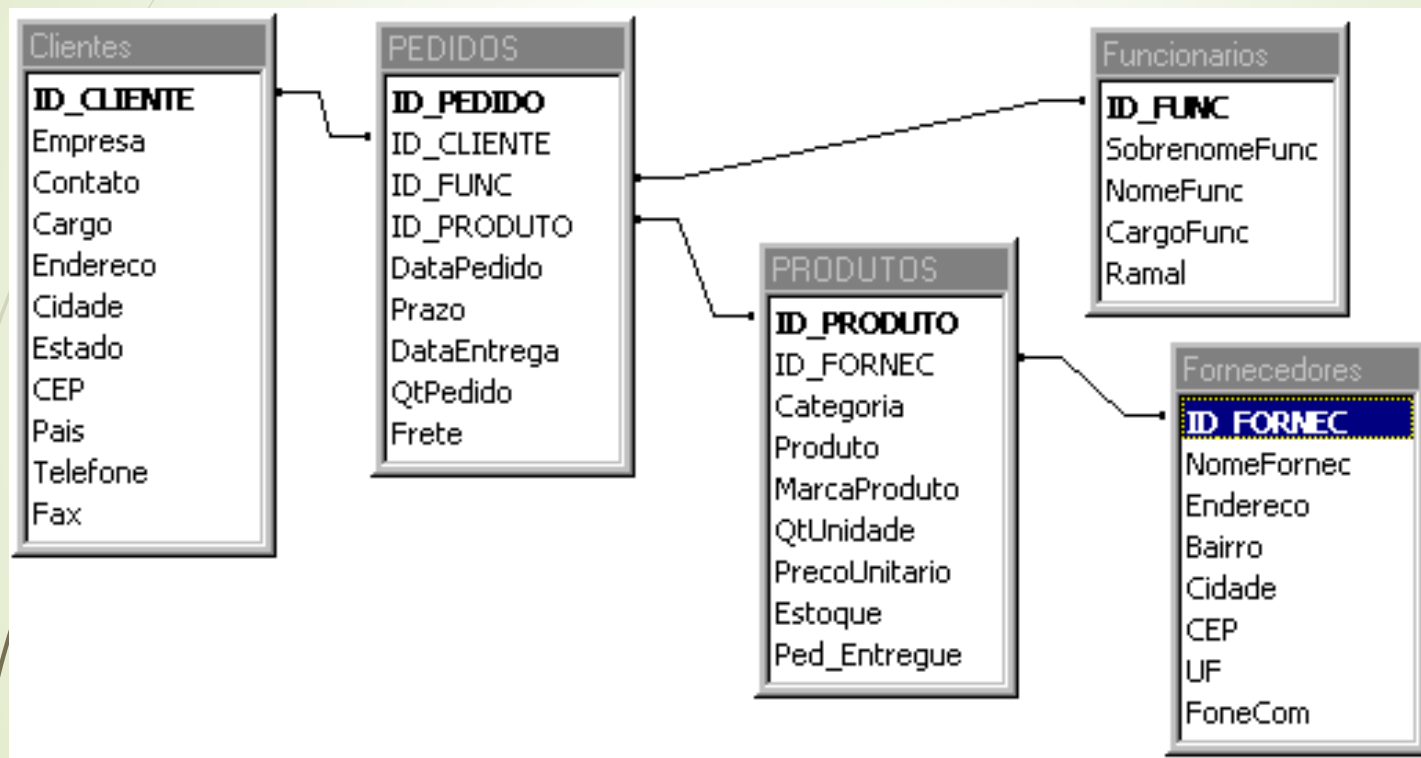 Clientes
ID_CLIENTE
Empresa
Contato
Cargo
Endereco
Cidade
Estado
CEP
Pais
Telefone
Fax
PEDIDOS
ID_PEDIDO
ID_CLIENTE
ID_FUNC
ID_PRODUTO
DataPedido
Prazo
DataEntrega
QtPedido
Frete
PRODUTOS
ID_PRODUTO
ID_FORNEC
Categoria
Produto
MarcaProduto
QtUnidade
PrecoUnitario
Estoque
Ped_Entregue
Funcionarios
ID_FUNC
SobrenomeFunc
NomeFunc
CargoFunc
Ramal
Fornecedores
ID_FORNEC
NomeFornec
Endereco
Bairro
Cidade
CEP
UF
FoneCom